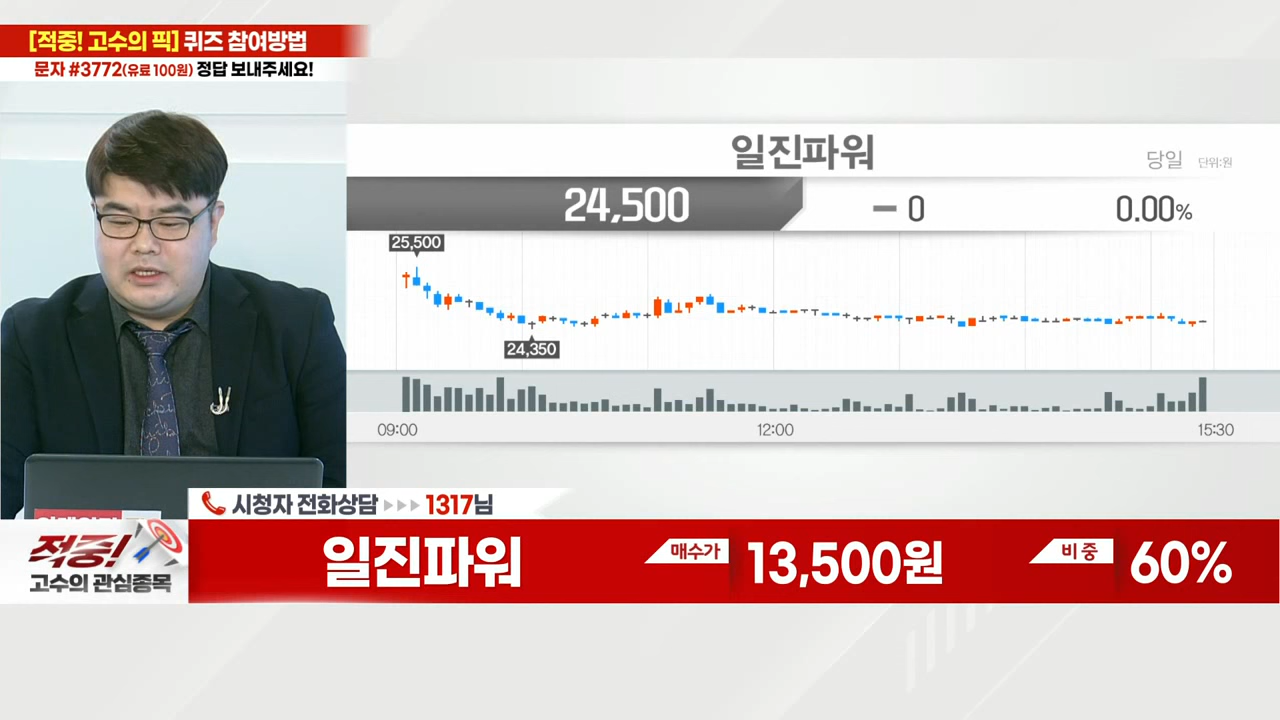 [적중! 고수의 픽] 퀴즈 참여방법
문자 #3772(유료 100원) 정답 보내주세요!
일진파워
당일 단위:원
24,500 0 0.00%
25,500
24,350
09:00 12:00 15:30
시청자 전화상담 ▷▷▷ 1317님
적중!
고수의 관심종목
일진파워 매수가 13,500원 비중 60%